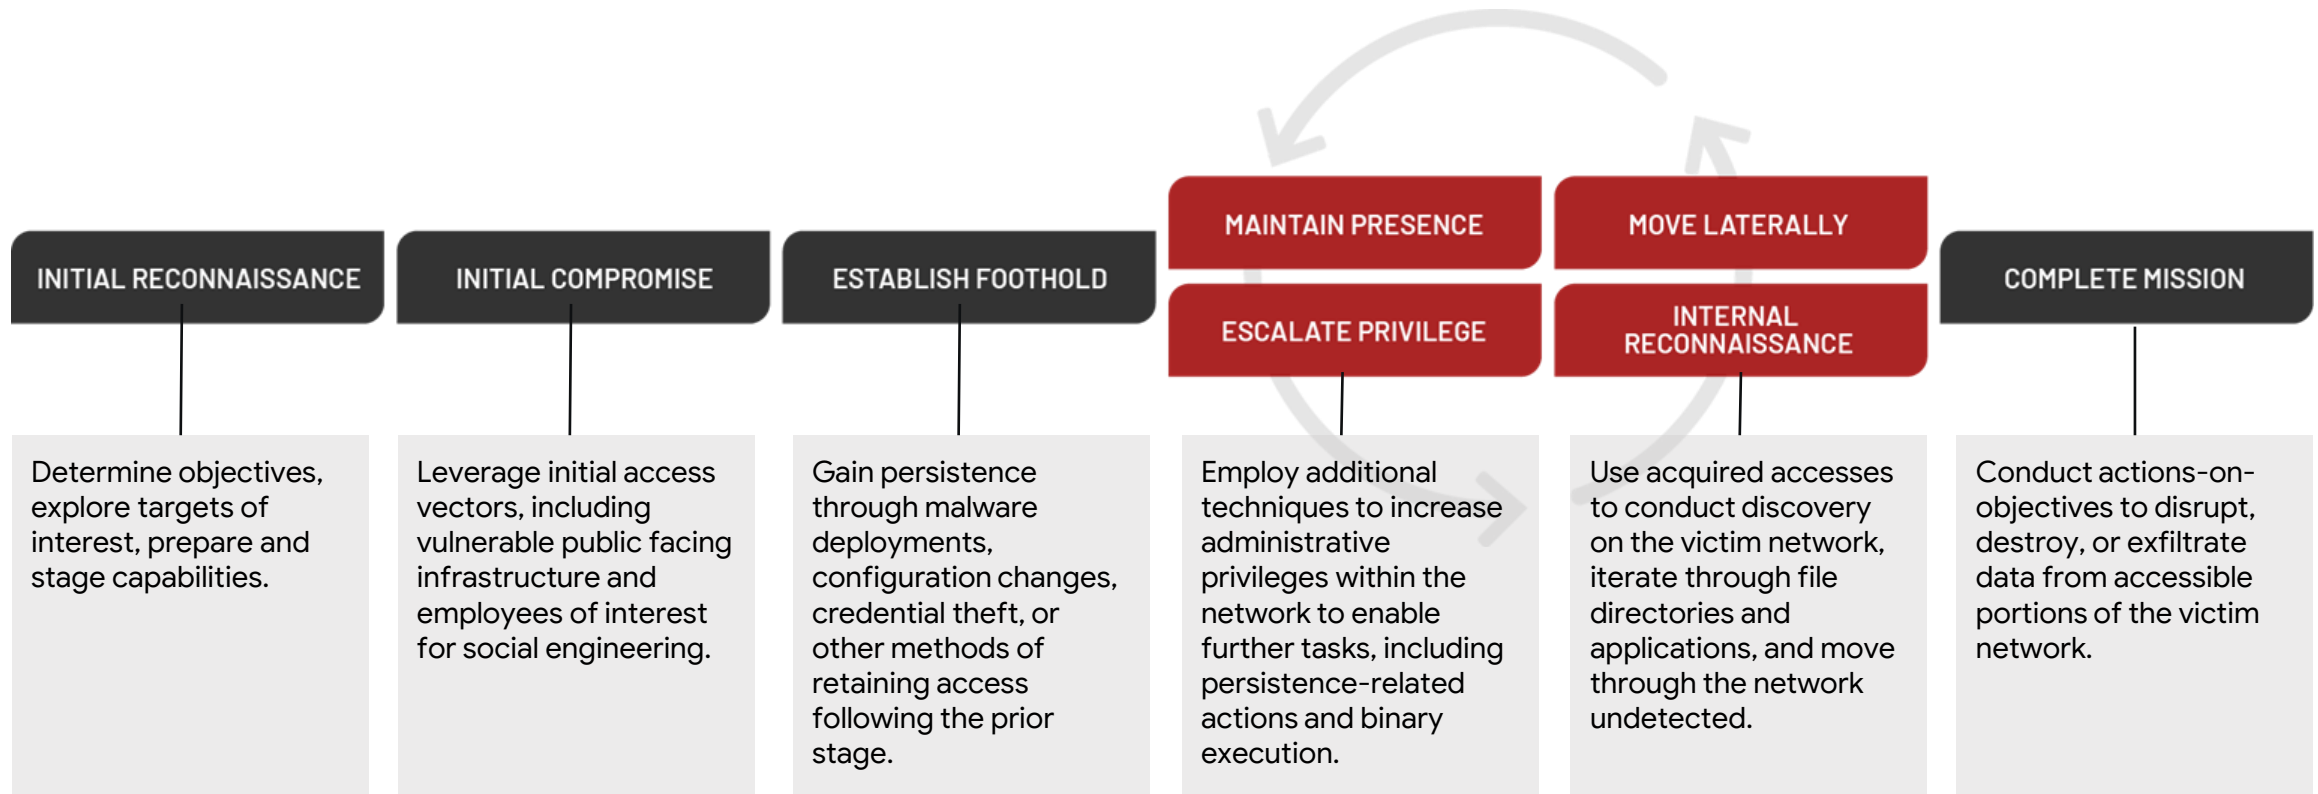 INITIAL RECONNAISSANCE
INITIAL COMPROMISE
ESTABLISH FOOTHOLD
MAINTAIN PRESENCE
MOVE LATERALLY
ESCALATE PRIVILEGE
INTERNAL
RECONNAISSANCE
COMPLETE MISSION
Determine objectives,
explore targets of
interest, prepare and
stage capabilities.
Leverage initial access
vectors, including
vulnerable public facing
infrastructure and
employees of interest
for social engineering.
Gain persistence
through malware
deployments,
configuration changes,
credential theft, or
other methods of
retaining access
following the prior
stage.
Employ additional
techniques to increase
administrative
privileges within the
network to enable
further tasks, including
persistence-related
actions and binary
execution.
Use acquired accesses
to conduct discovery
on the victim network,
iterate through file
directories and
applications, and move
through the network
undetected.
Conduct actions-on-
objectives to disrupt,
destroy, or exfiltrate
data from accessible
portions of the victim
network.